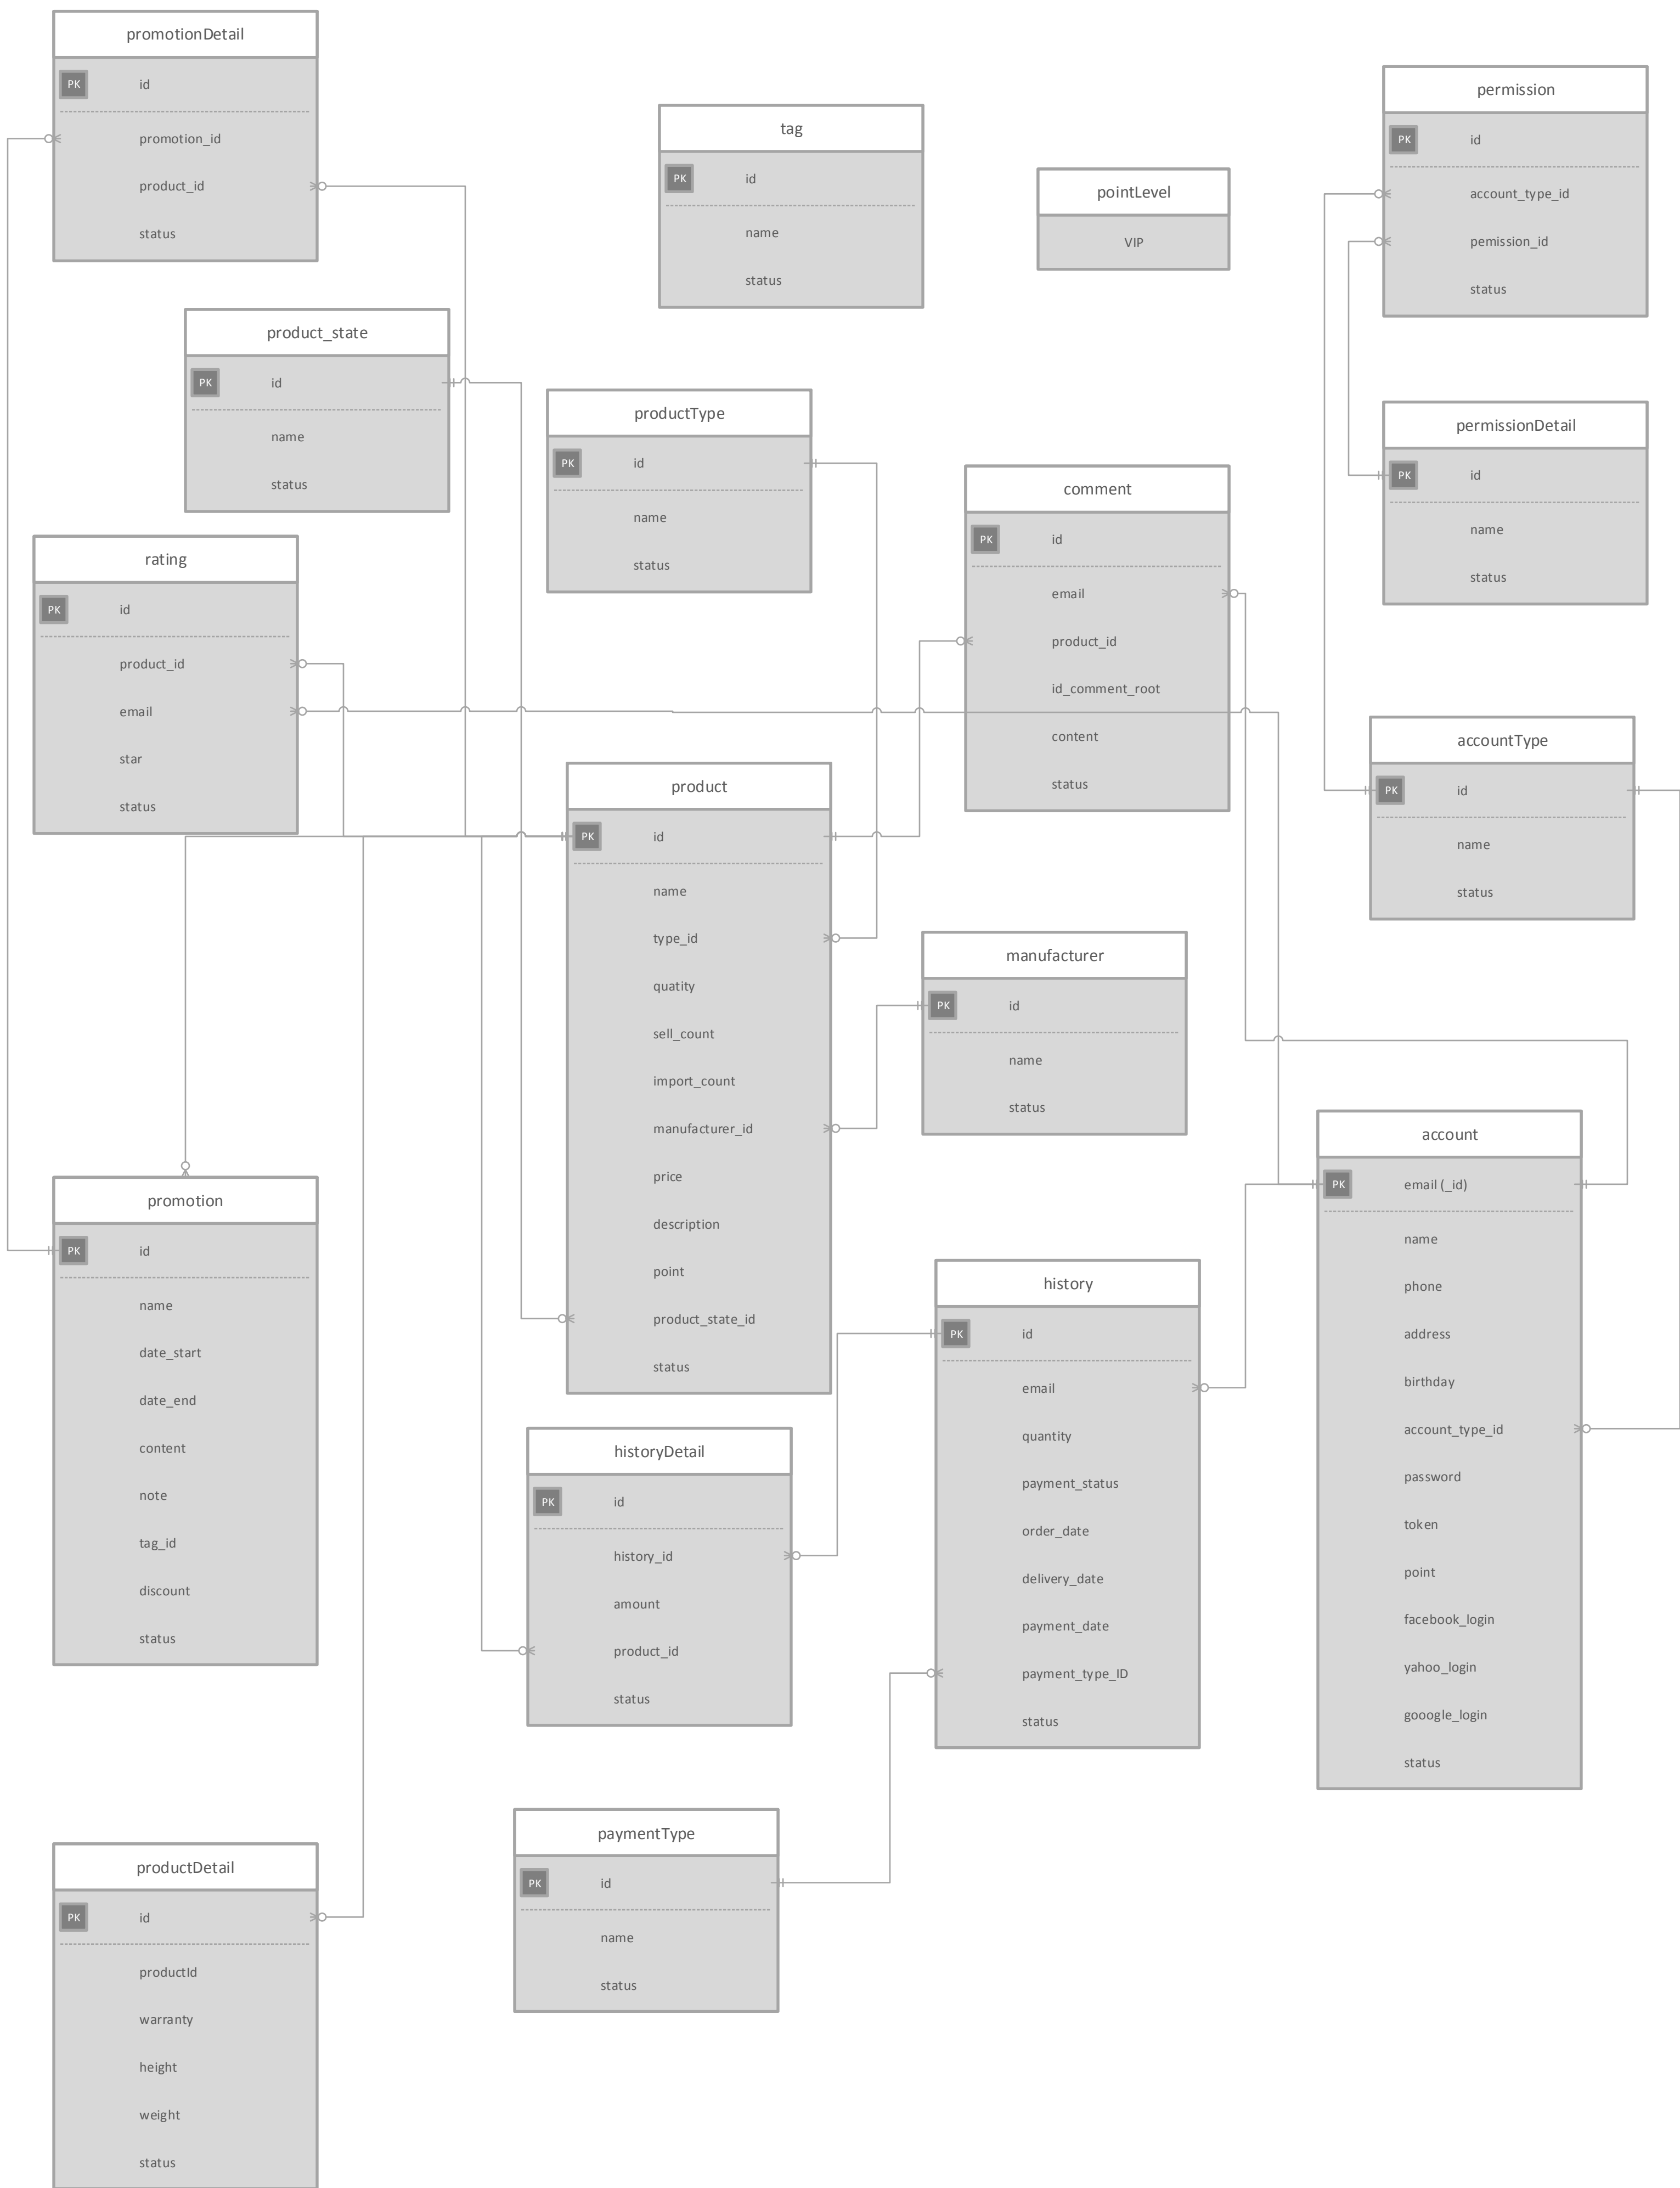 promotionDetail
PK id
promotion_id
product_id
status
tag
PK id
name
status
pointLevel
VIP
permission
PK id
account_type_id
pemission_id
status
product_state
PK id
name
status
productType
PK id
name
status
permissionDetail
PK id
name
status
comment
PK id
email
product_id
id_comment_root
content
status
rating
PK id
product_id
email
star
status
accountType
PK id
name
status
product
PK id
name
type_id
quatity
sell_count
import_count
manufacturer_id
price
description
point
product_state_id
status
manufacturer
PK id
name
status
account
PK email (_id)
name
phone
address
birthday
account_type_id
password
token
point
facebook_login
yahoo_login
gooogle_login
status
promotion
PK id
name
date_start
date_end
content
note
tag_id
discount
status
history
PK id
email
quantity
payment_status
order_date
delivery_date
payment_date
payment_type_ID
status
historyDetail
PK id
history_id
amount
product_id
status
paymentType
PK id
name
status
productDetail
PK id
productId
warranty
height
weight
status